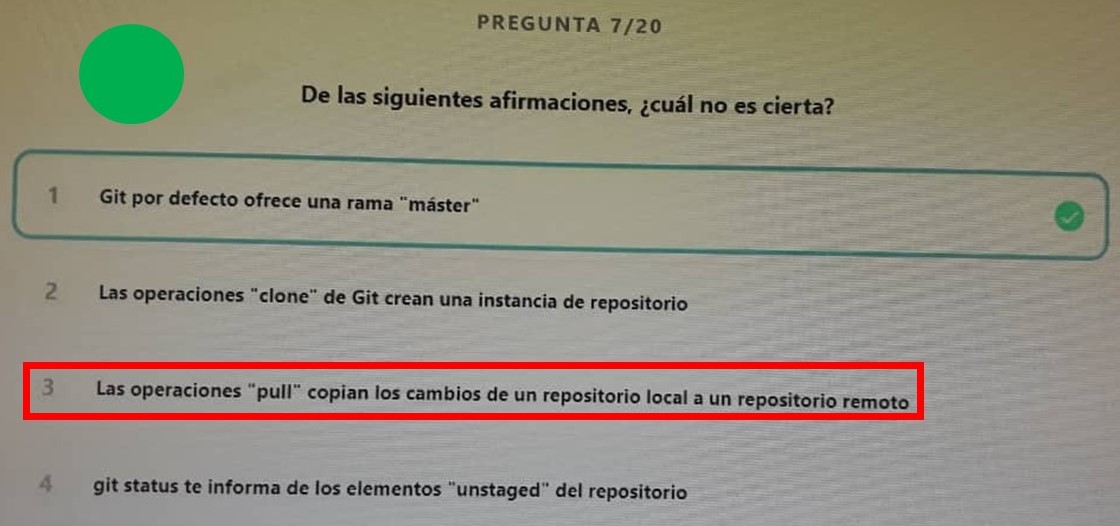 PREGUNTA 7/20
De las siguientes afirmaciones, ¿cuál no es cierta?
1 Git por defecto ofrece una rama "máster"
2 Las operaciones "clone" de Git crean una instancia de repositorio
3 Las operaciones "pull" copian los cambios de un repositorio local a un repositorio remoto
4 git status te informa de los elementos "unstaged" del repositorio